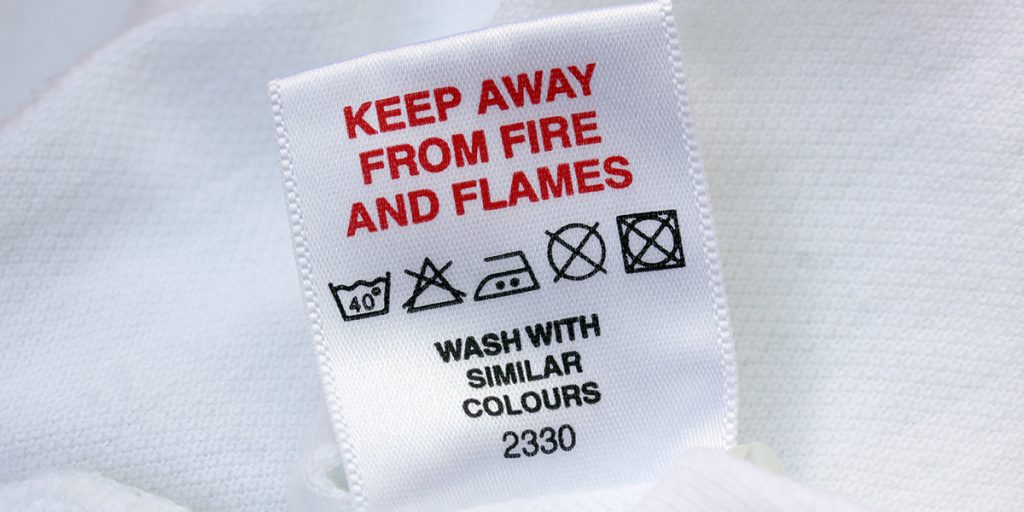 KEEP AWAY
FROM FIRE
AND FLAMES
40°
WASH WITH
SIMILAR
COLOURS
2330